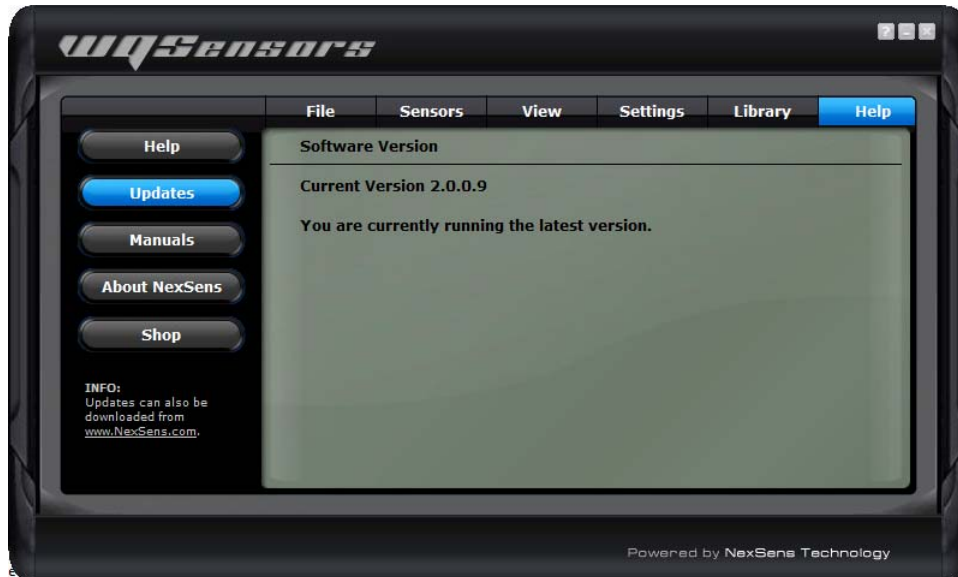 WQSensors
? - X
File Sensors View Settings Library Help
Help
Updates
Manuals
About NexSens
Shop
INFO:
Updates can also be
downloaded from
www.NexSens.com.
Software Version
Current Version 2.0.0.9
You are currently running the latest version.
Powered by NexSens Technology
e